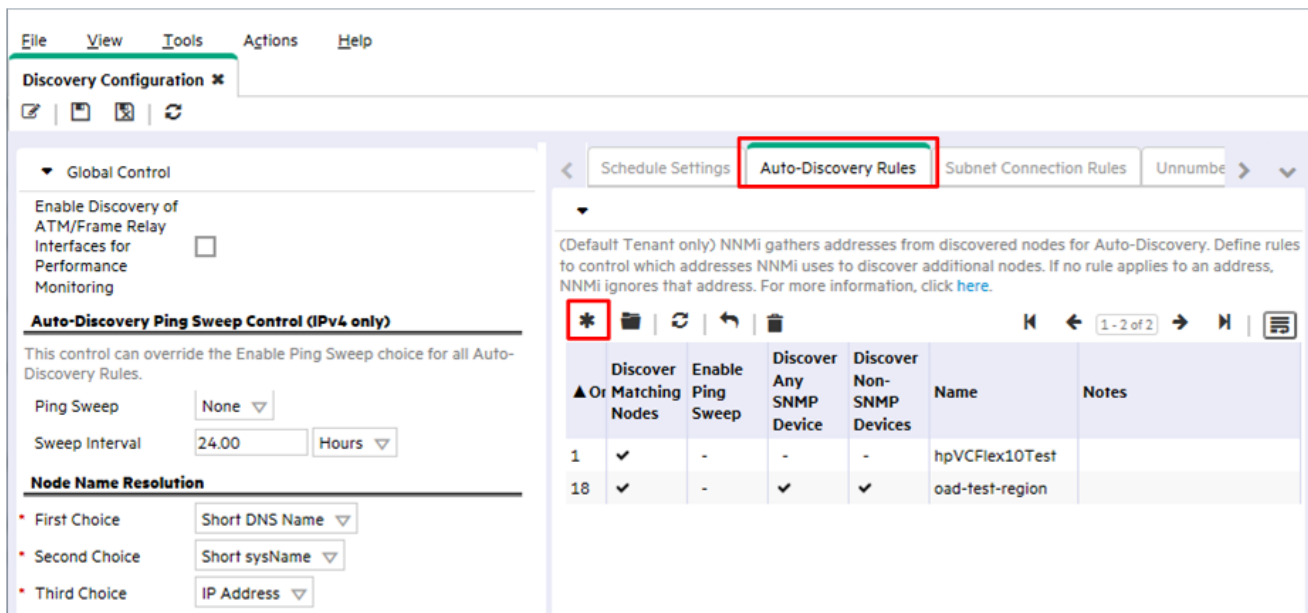 File View Tools Actions Help
Discovery Configuration
Global Control
Enable Discovery of
ATM/Frame Relay
Interfaces for
Performance
Monitoring
Auto-Discovery Ping Sweep Control (IPv4 only)
This control can override the Enable Ping Sweep choice for all Auto-
Discovery Rules.
Ping Sweep None
Sweep Interval 24.00 Hours
Node Name Resolution
* First Choice Short DNS Name
* Second Choice Short sysName
* Third Choice IP Address
Schedule Settings Auto-Discovery Rules Subnet Connection Rules Unnumbe
(Default Tenant only) NNMi gathers addresses from discovered nodes for Auto-Discovery. Define rules
to control which addresses NNMi uses to discover additional nodes. If no rule applies to an address,
NNMi ignores that address. For more information, click here.
1 - 2 of 2
Or Discover Matching Nodes Enable Ping Sweep Discover Any SNMP Device Discover Non-SNMP Devices Name Notes
1 ✔ - - - hpVCFlex10Test
18 ✔ - ✔ ✔ oad-test-region